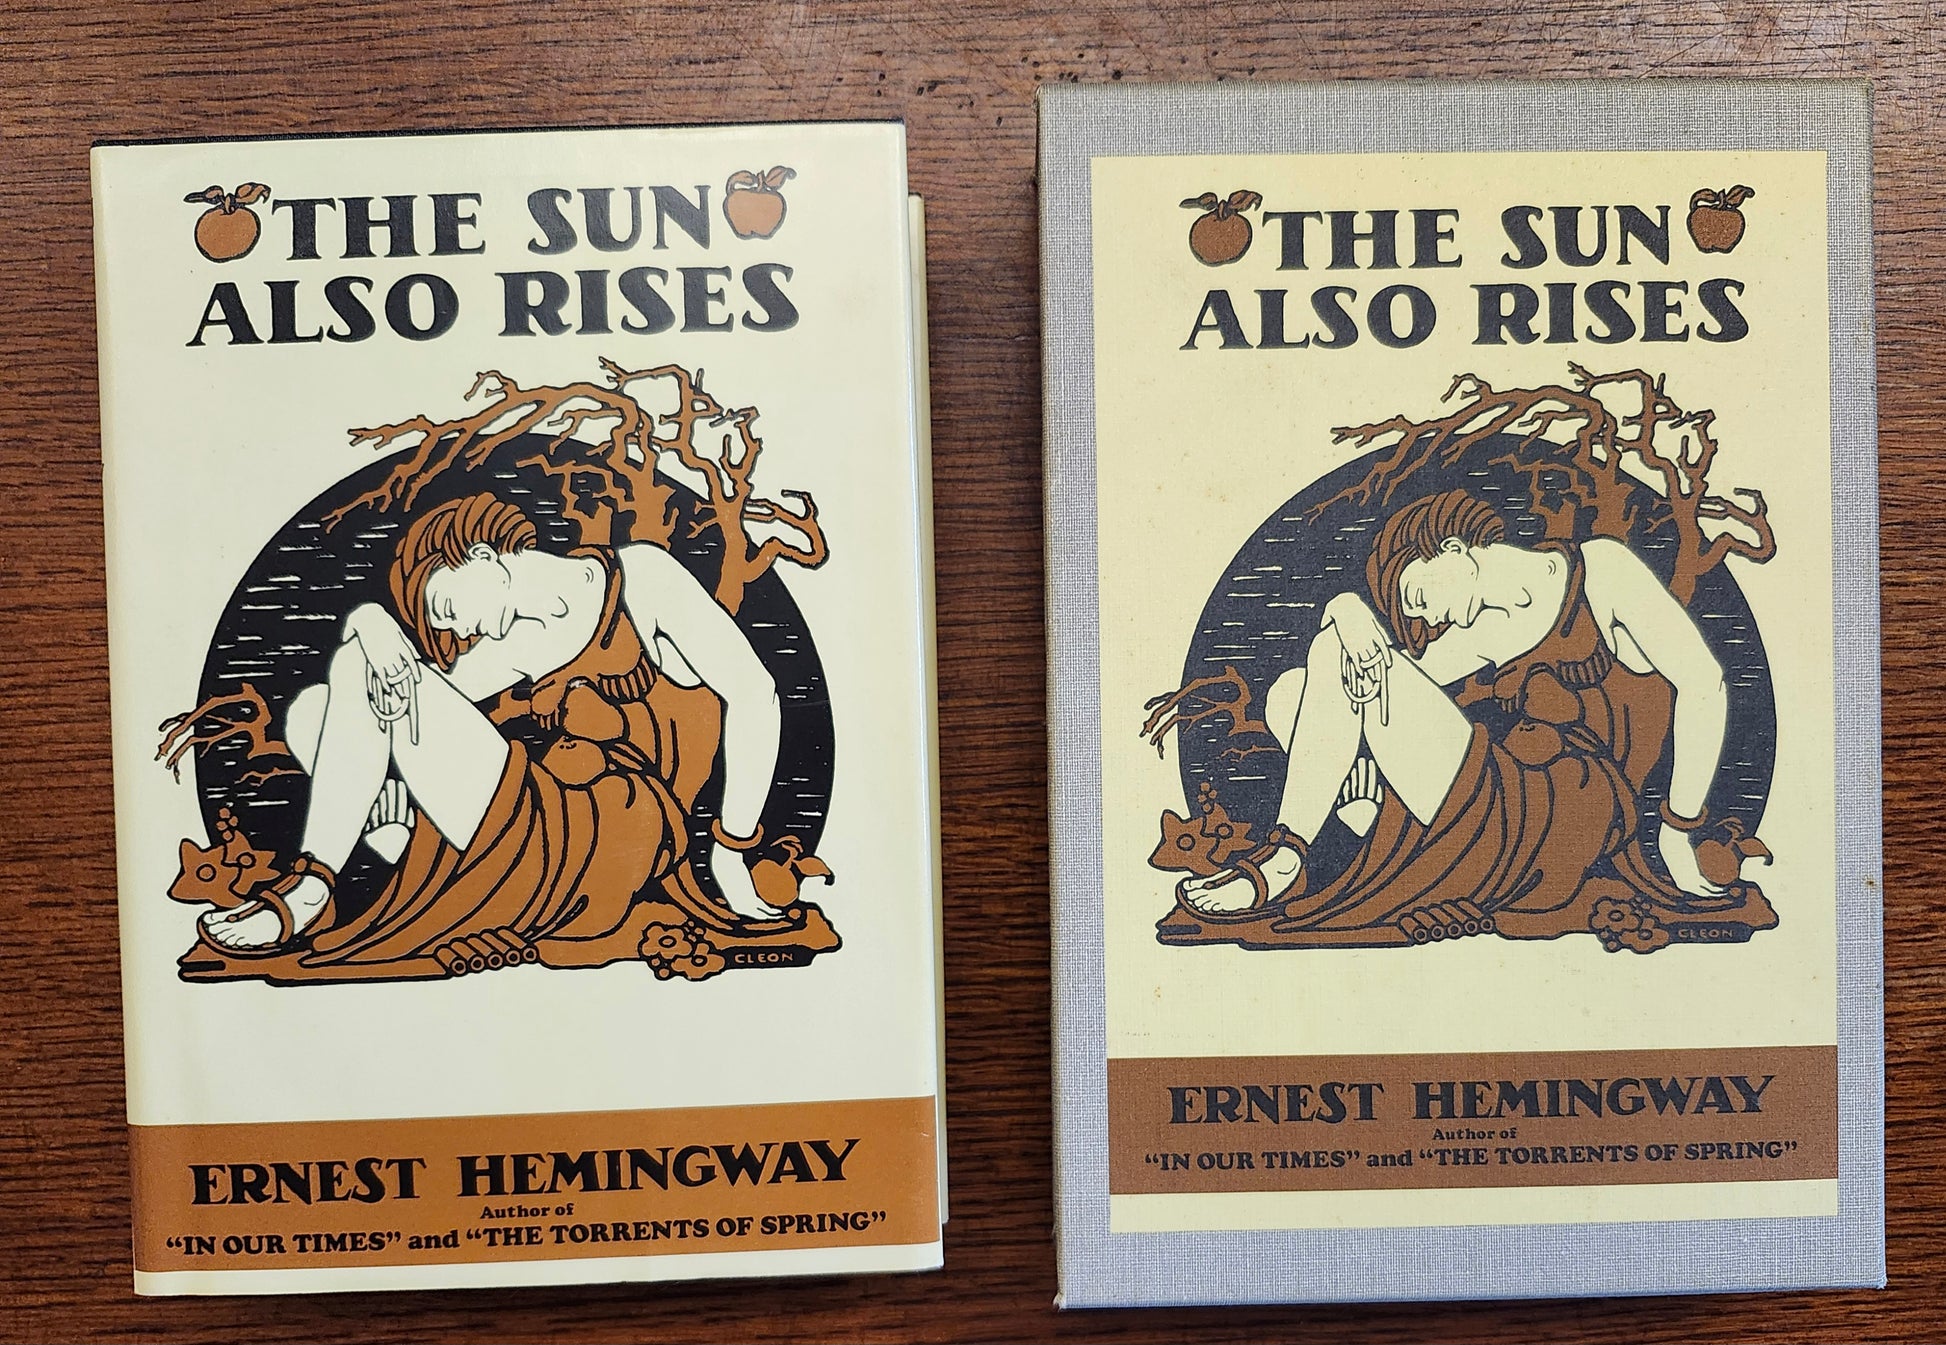 THE SUN
ALSO RISES
CLEON
ERNEST HEMINGWAY
Author of
“IN OUR TIMES” and “THE TORRENTS OF SPRING”
THE SUN
ALSO RISES
CLEON
ERNEST HEMINGWAY
Author of
“IN OUR TIMES” and “THE TORRENTS OF SPRING”